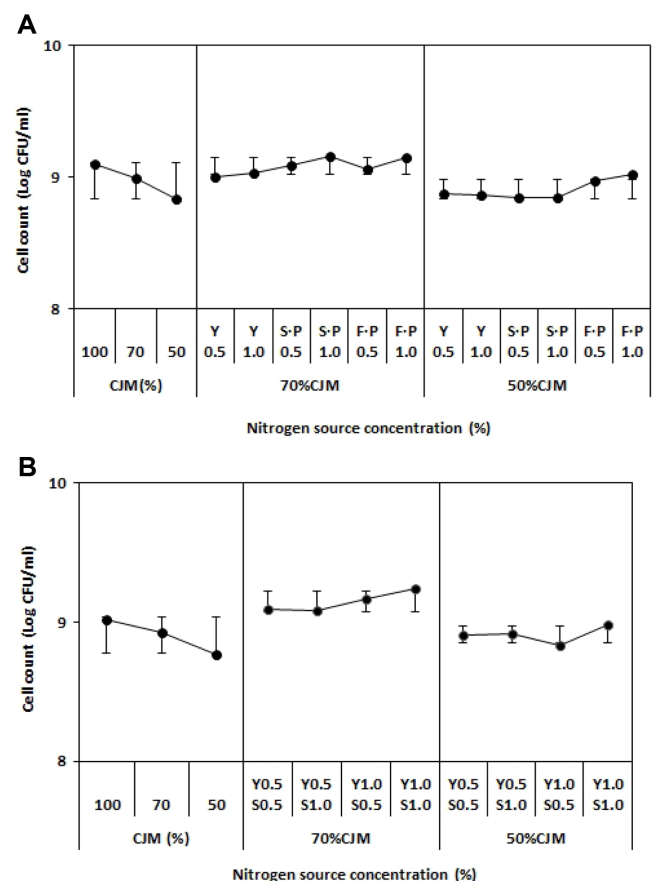 A
10
9
8
Cell count (Log CFU/ml)
100 70 50
Y Y S·P S·P F·P F·P
0.5 1.0 0.5 1.0 0.5 1.0
Y Y S·P S·P F·P F·P
0.5 1.0 0.5 1.0 0.5 1.0
CJM(%) 70%CJM 50%CJM
Nitrogen source concentration (%)
B
10
9
8
Cell count (Log CFU/ml)
100 70 50
Y0.5 Y0.5 Y1.0 Y1.0
S0.5 S1.0 S0.5 S1.0
Y0.5 Y0.5 Y1.0 Y1.0
S0.5 S1.0 S0.5 S1.0
CJM (%) 70%CJM 50%CJM
Nitrogen source concentration (%)